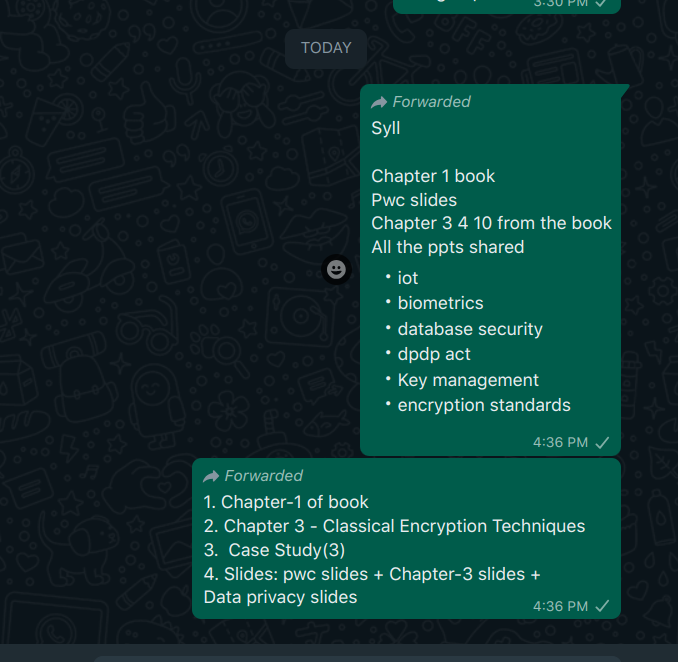 3:30 PM
TODAY
Forwarded
Syll
Chapter 1 book
Pwc slides
Chapter 3 4 10 from the book
All the ppts shared
• iot
• biometrics
• database security
• dpdp act
• Key management
• encryption standards
4:36 PM
Forwarded
1. Chapter-1 of book
2. Chapter 3 - Classical Encryption Techniques
3.  Case Study(3)
4. Slides: pwc slides + Chapter-3 slides +
Data privacy slides
4:36 PM